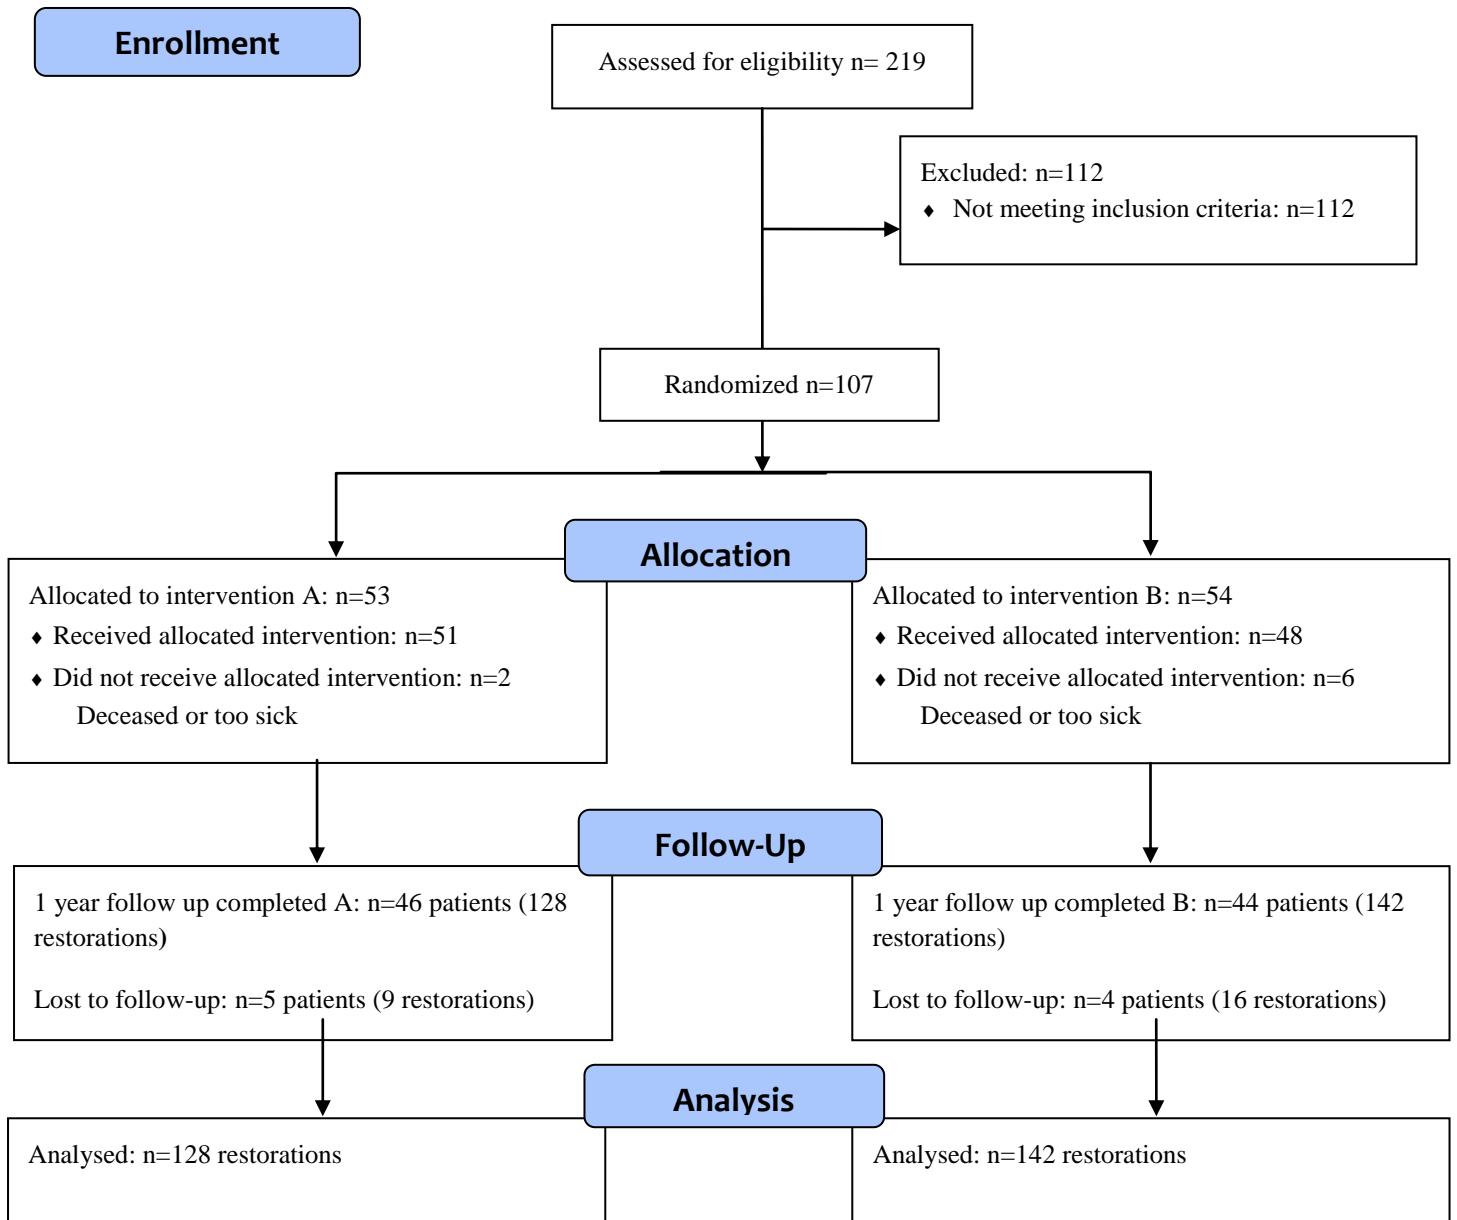 Enrollment
Assessed for eligibility n= 219
Excluded: n=112
♦ Not meeting inclusion criteria: n=112
Randomized n=107
Allocation
Allocated to intervention A: n=53
♦ Received allocated intervention: n=51
♦ Did not receive allocated intervention: n=2
Deceased or too sick
Allocated to intervention B: n=54
♦ Received allocated intervention: n=48
♦ Did not receive allocated intervention: n=6
Deceased or too sick
Follow-Up
1 year follow up completed A: n=46 patients (128
restorations)
Lost to follow-up: n=5 patients (9 restorations)
1 year follow up completed B: n=44 patients (142
restorations)
Lost to follow-up: n=4 patients (16 restorations)
Analysis
Analysed: n=128 restorations
Analysed: n=142 restorations